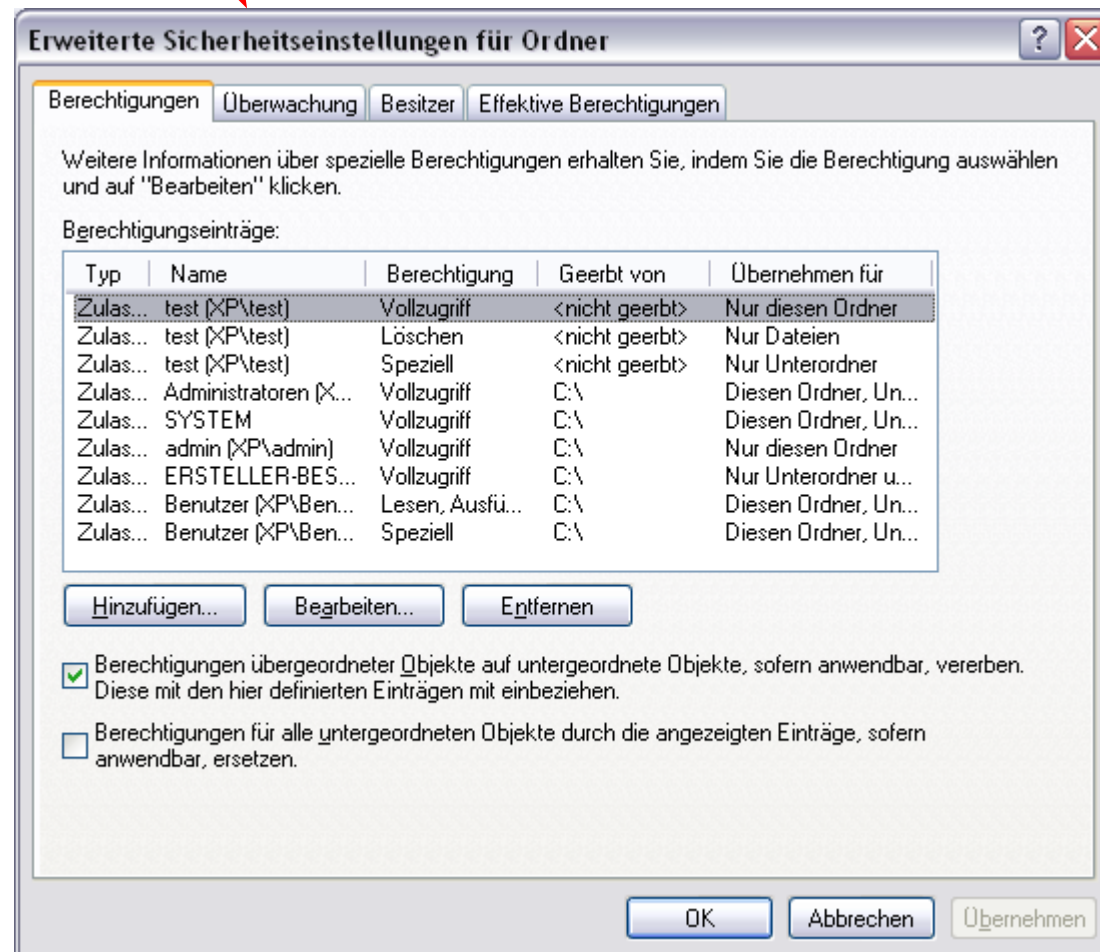 Erweiterte Sicherheitseinstellungen für Ordner
Berechtigungen Überwachung Besitzer Effektive Berechtigungen
Weitere Informationen über spezielle Berechtigungen erhalten Sie, indem Sie die Berechtigung auswählen
und auf "Bearbeiten" klicken.
Berechtigungseinträge:
Typ Name Berechtigung Geerbt von Übernehmen für
Zulas... test (XP\test) Vollzugriff <nicht geerbt> Nur diesen Ordner
Zulas... test (XP\test) Löschen <nicht geerbt> Nur Dateien
Zulas... test (XP\test) Speziell <nicht geerbt> Nur Unterordner
Zulas... Administratoren (X... Vollzugriff C:\ Diesen Ordner, Un...
Zulas... SYSTEM Vollzugriff C:\ Diesen Ordner, Un...
Zulas... admin (XP\admin) Vollzugriff C:\ Nur diesen Ordner
Zulas... ERSTELLER-BES... Vollzugriff C:\ Nur Unterordner u...
Zulas... Benutzer (XP\Ben... Lesen, Ausfü... C:\ Diesen Ordner, Un...
Zulas... Benutzer (XP\Ben... Speziell C:\ Diesen Ordner, Un...
Hinzufügen... Bearbeiten... Entfernen
Berechtigungen übergeordneter Objekte auf untergeordnete Objekte, sofern anwendbar, vererben.
Diese mit den hier definierten Einträgen mit einbeziehen.
Berechtigungen für alle untergeordneten Objekte durch die angezeigten Einträge, sofern
anwendbar, ersetzen.
OK Abbrechen Übernehmen